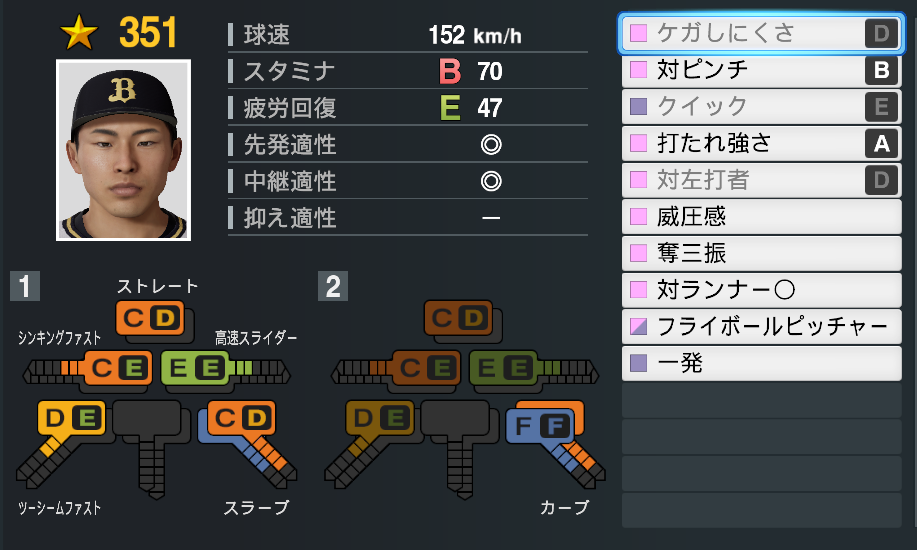 ★ 351
B
球速 152 km/h
スタミナ B 70
疲労回復 E 47
先発適性 ◎
中継適性 ◎
抑え適性 —
1
ストレート
C D
シンキングファスト
高速スライダー
C E
E E
D E
C D
ツーシームファスト
スラーブ
2
C D
C E
E E
D E
F F
カーブ
ケガしにくさ D
対ピンチ B
クイック E
打たれ強さ A
対左打者 D
威圧感
奪三振
対ランナー〇
フライボールピッチャー
一発